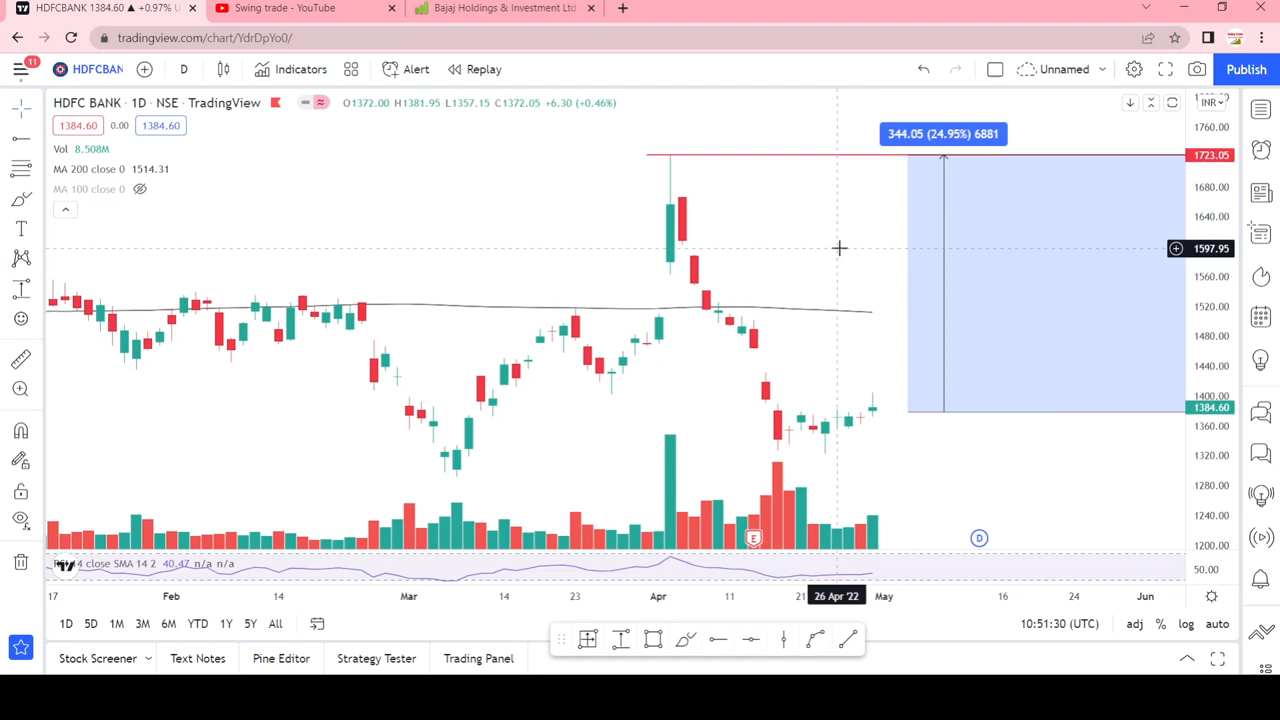 HDFCBANK 1384.60 ▲ +0.97% U
Swing trade - YouTube
Bajaj Holdings & Investment Ltd
tradingview.com/chart/YdrDpYo0/
11
HDFCBANK
D
Indicators
Alert
Replay
Unnamed
Publish
HDFC BANK · 1D · NSE · TradingView
O1372.00 H1381.95 L1357.15 C1372.05 +6.30 (+0.46%)
INR
1384.60
0.00
1384.60
Vol 8.508M
MA 200 close 0 1514.31
MA 100 close 0
344.05 (24.95%) 6881
1760.00
1723.05
1680.00
1640.00
1597.95
1560.00
1520.00
1480.00
1440.00
1400.00
1384.60
1360.00
1320.00
1280.00
1240.00
1200.00
E
D
14 close SMA 14 2 40.47 n/a n/a
50.00
17
Feb
14
Mar
14
23
Apr
11
21
26 Apr '22
May
16
24
Jun
1D 5D 1M 3M 6M YTD 1Y 5Y All
10:51:30 (UTC)
adj % log auto
Stock Screener
Text Notes
Pine Editor
Strategy Tester
Trading Panel